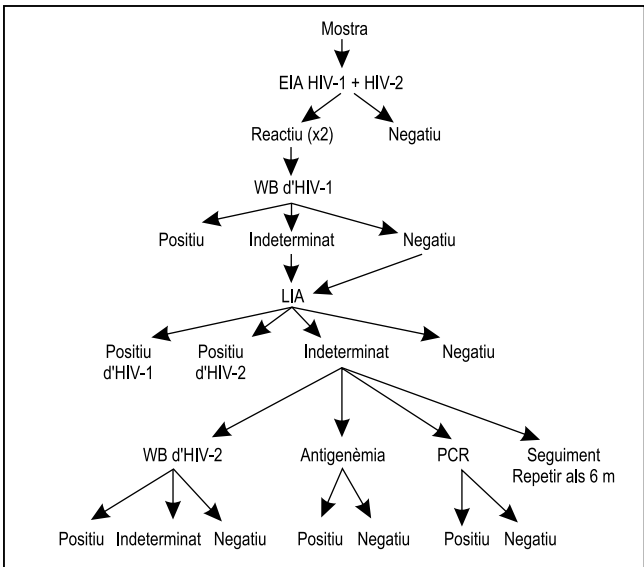 Mostra
EIA HIV-1 + HIV-2
Reactiu (x2) Negatiu
WB d'HIV-1
Positiu Indeterminat Negatiu
LIA
Positiu d'HIV-1 Positiu d'HIV-2 Indeterminat Negatiu
WB d'HIV-2 Antigenèmia PCR Seguiment
Repetir als 6 m
Positiu Indeterminat Negatiu Positiu Negatiu Positiu Negatiu